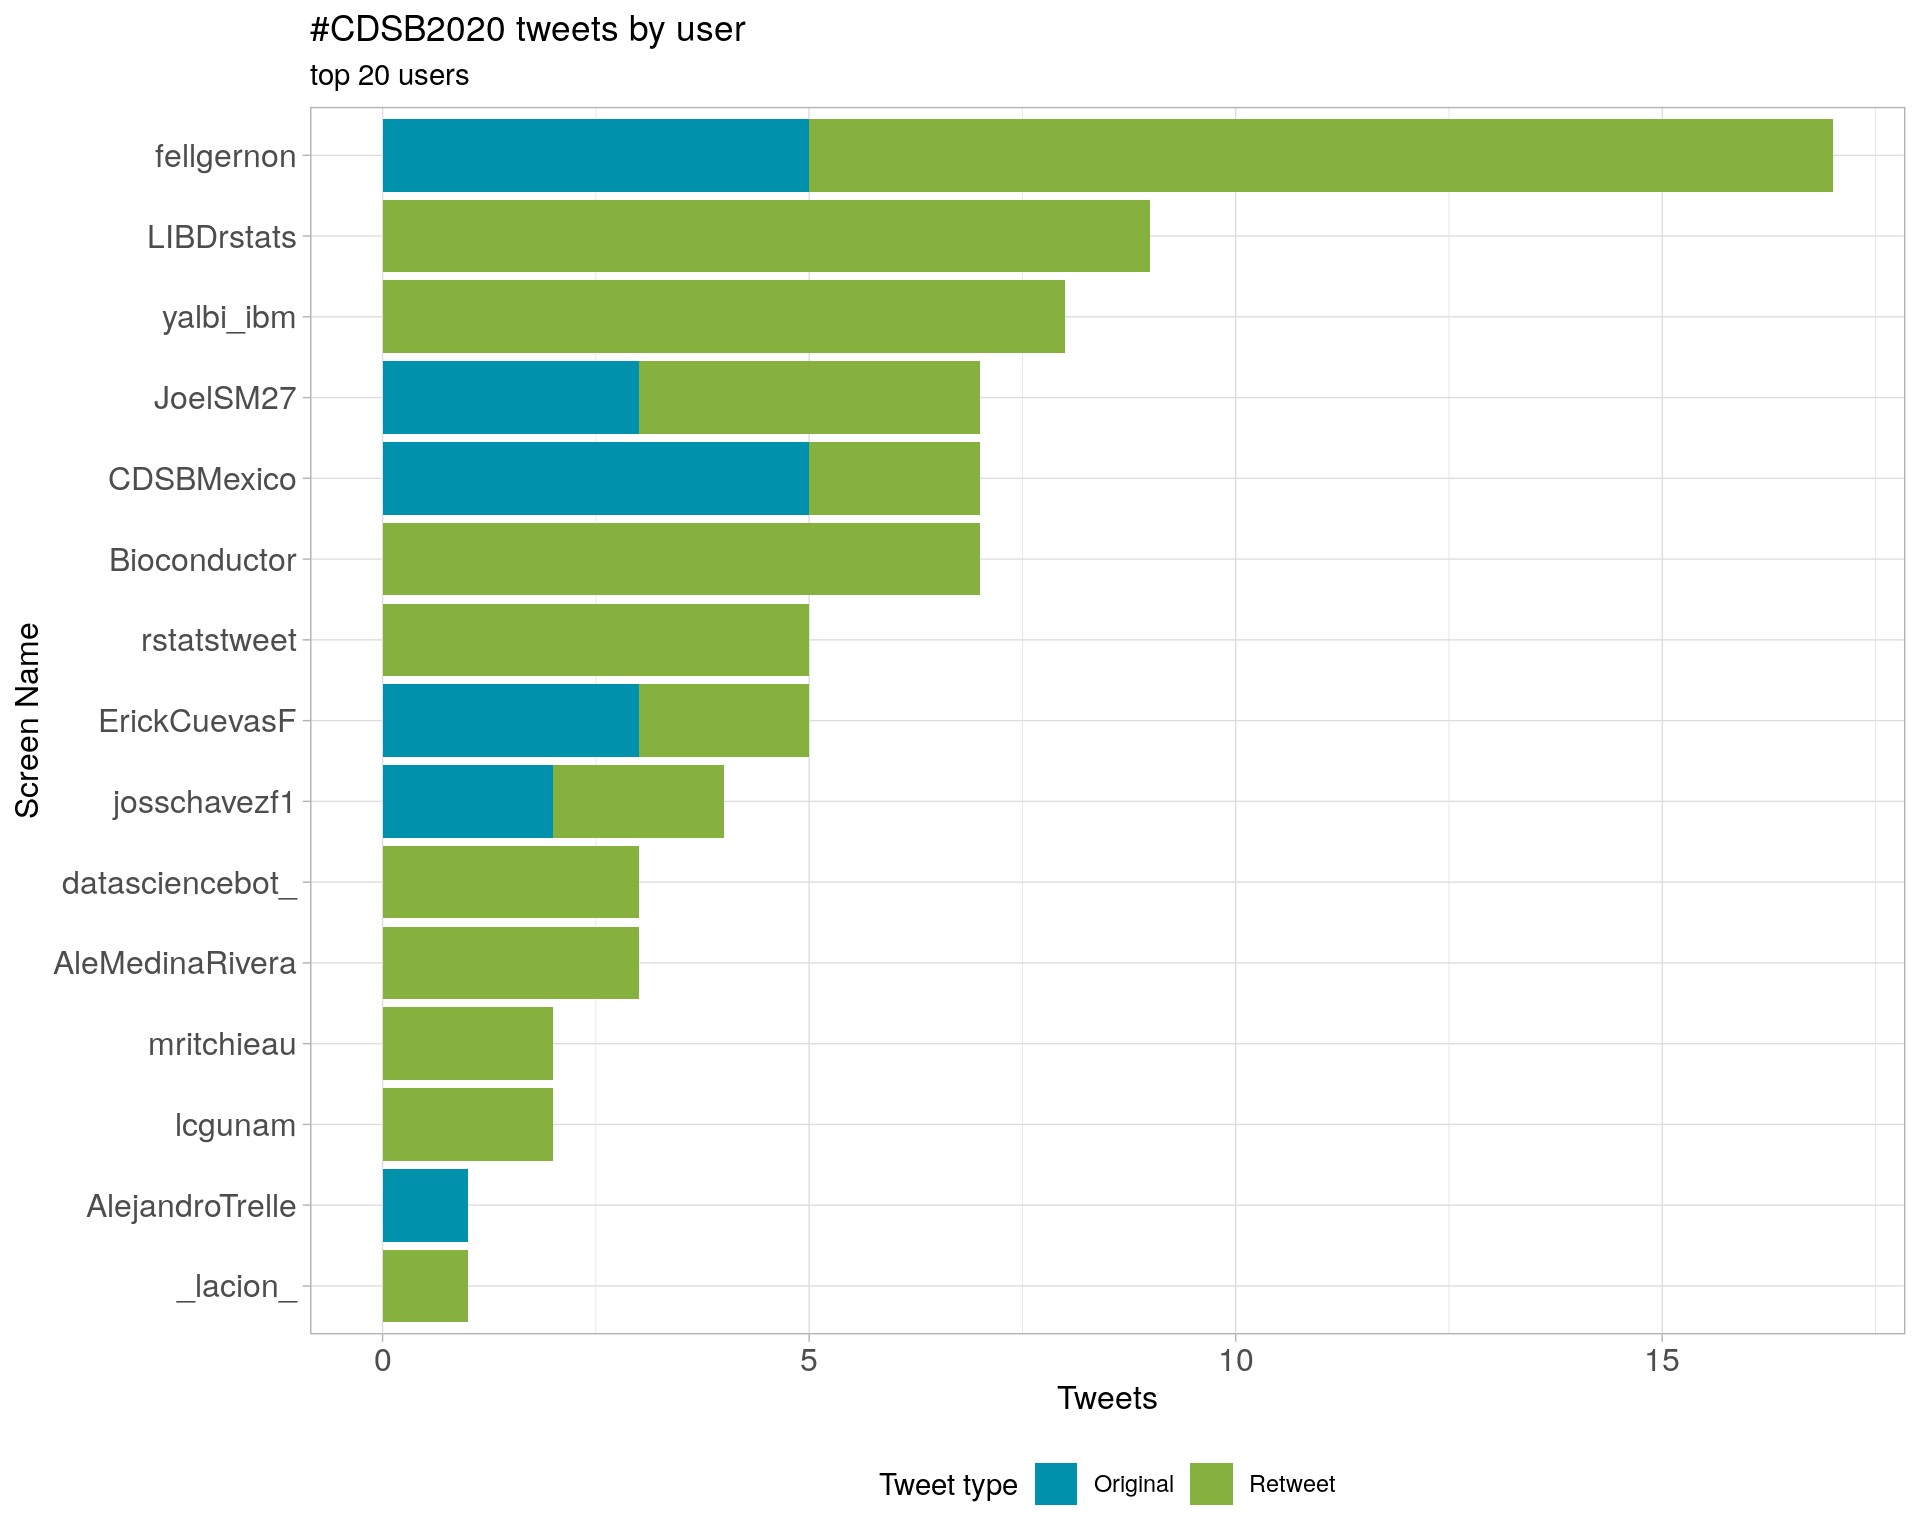 #CDSB2020 tweets by user
top 20 users
Screen Name
fellgernon
LIBDrstats
yalbi_ibm
JoelSM27
CDSBMexico
Bioconductor
rstatstweet
ErickCuevasF
josschavezf1
datasciencebot_
AleMedinaRivera
mritchieau
lcgunam
AlejandroTrelle
_lacion_
0 5 10 15
Tweets
Tweet type Original Retweet